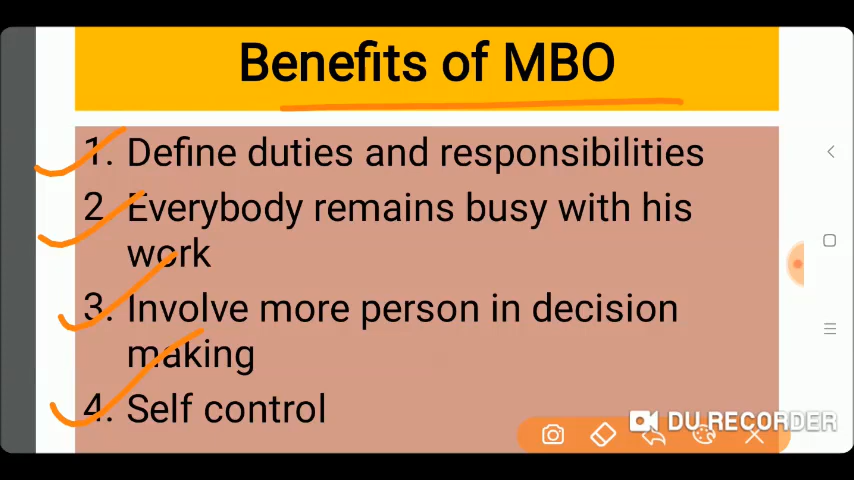 Benefits of MBO
1. Define duties and responsibilities
2. Everybody remains busy with his
work
3. Involve more person in decision
making
4. Self control
DU RECORDER